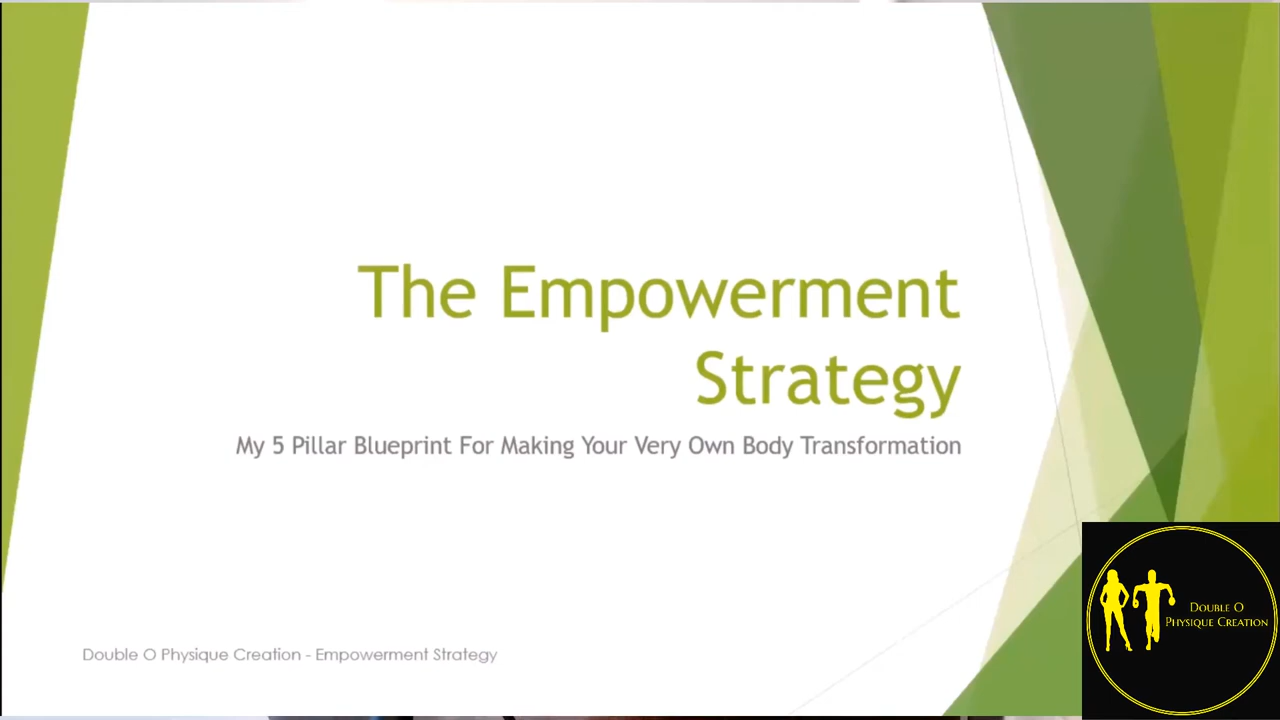 The Empowerment
Strategy
My 5 Pillar Blueprint For Making Your Very Own Body Transformation
Double O Physique Creation - Empowerment Strategy
Double O
Physique Creation